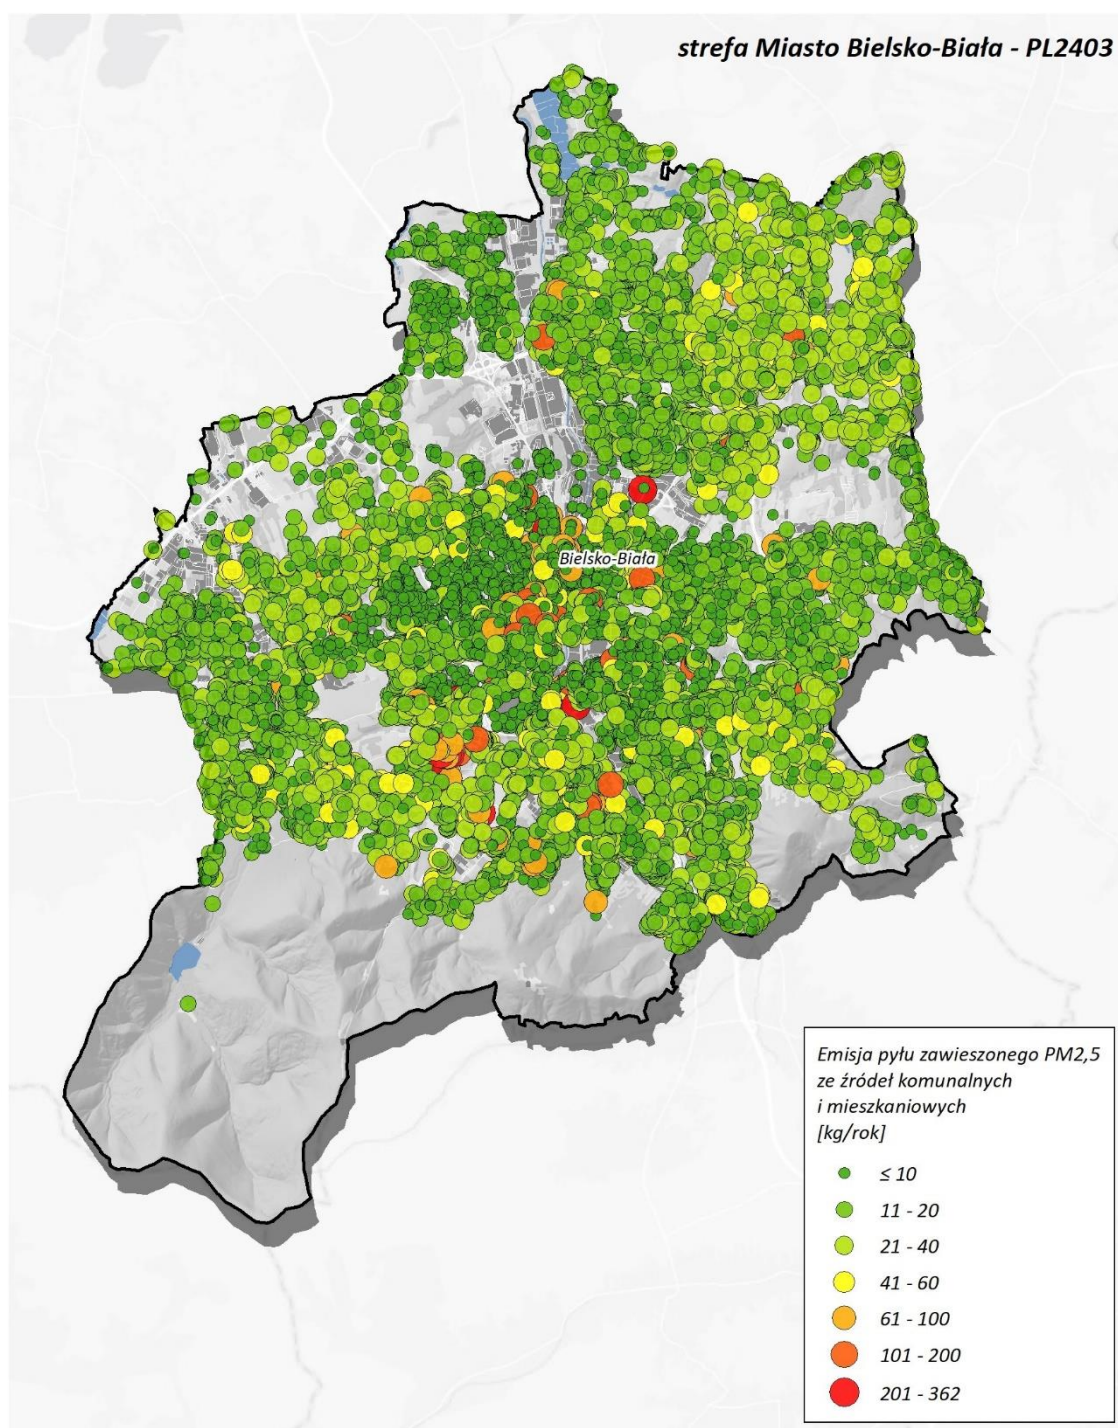 strefa Miasto Bielsko-Biała - PL2403
Bielsko-Biała
Emisja pyłu zawieszonego PM2,5
ze źródeł komunalnych
i mieszkaniowych
[kg/rok]
≤ 10
11 - 20
21 - 40
41 - 60
61 - 100
101 - 200
201 - 362